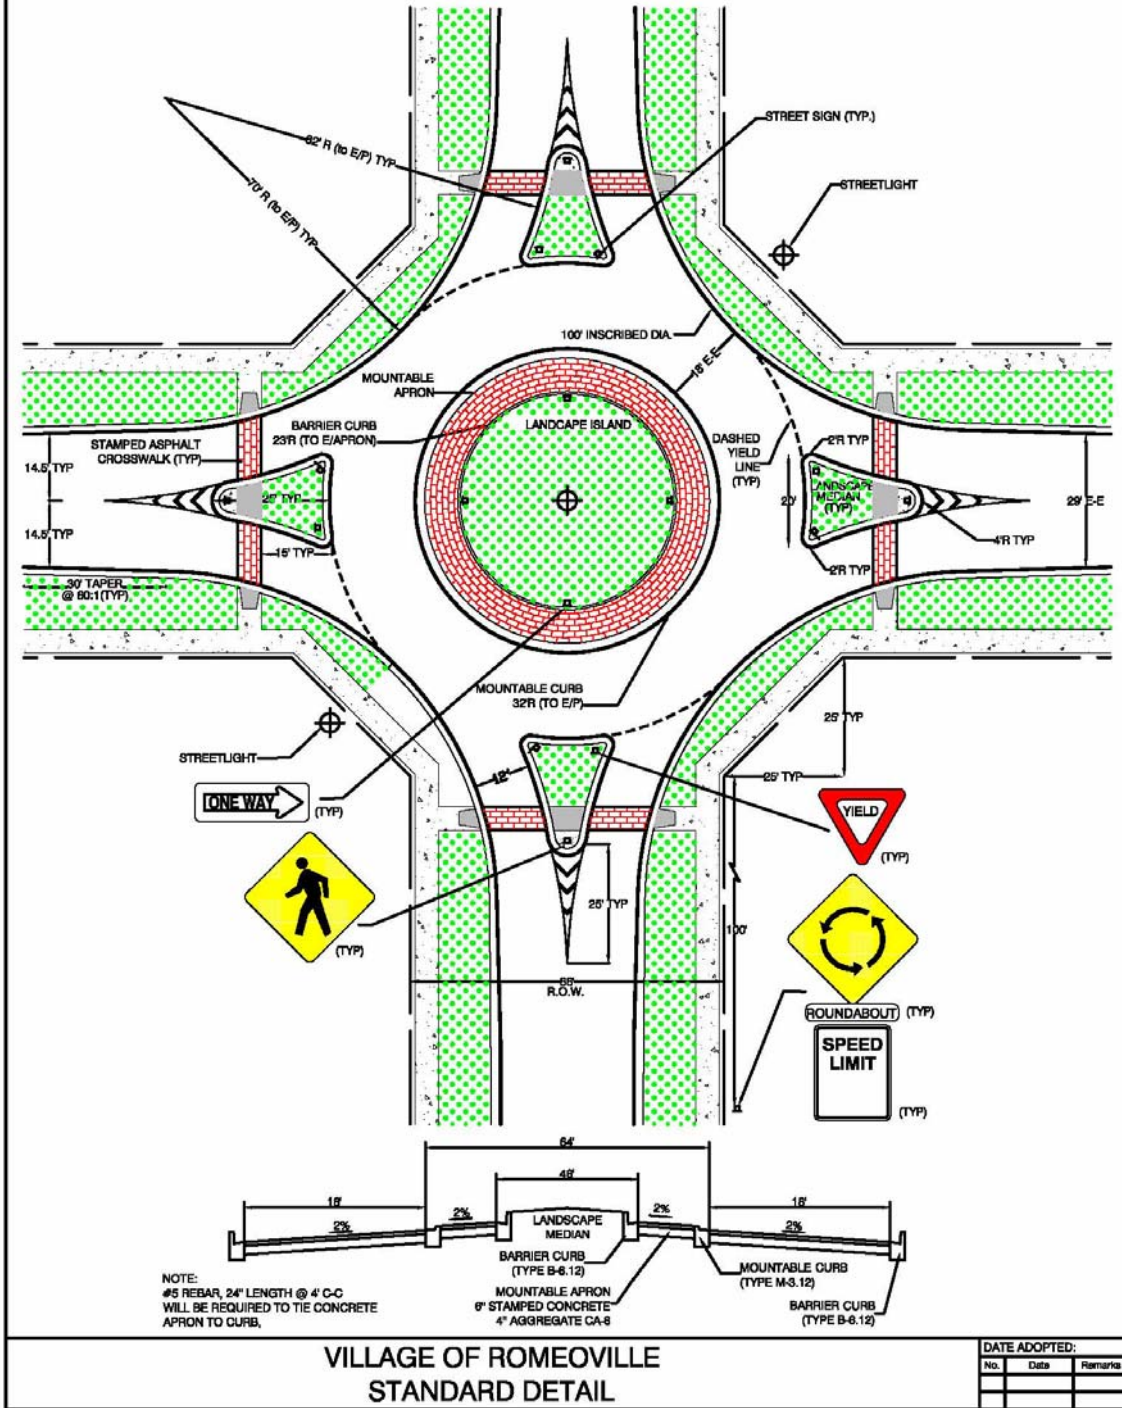 STREET SIGN (TYP.)
62' R (to E/P) TYP
STREETLIGHT
70' R (to E/P) TYP
100' INSCRIBED DIA.
18' E-E
MOUNTABLE
APRON
BARRIER CURB
23'R (TO E/APRON)
LANDCAPE ISLAND
STAMPED ASPHALT
CROSSWALK (TYP)
DASHED
YIELD
LINE
(TYP)
2'R TYP
14.5' TYP
25' TYP
20'
LANDSCAPE
MEDIAN
(TYP)
29' E-E
14.5' TYP
15' TYP
4'R TYP
2'R TYP
30' TAPER
@ 60:1(TYP)
MOUNTABLE CURB
32'R (TO E/P)
25' TYP
STREETLIGHT
12'
25' TYP
ONE WAY
(TYP)
YIELD
(TYP)
25' TYP
(TYP)
100'
66'
R.O.W.
ROUNDABOUT
(TYP)
SPEED
LIMIT
(TYP)
64'
46'
18'
2%
2%
2%
2%
18'
LANDSCAPE
MEDIAN
BARRIER CURB
(TYPE B-6.12)
MOUNTABLE CURB
(TYPE M-3.12)
MOUNTABLE APRON
6" STAMPED CONCRETE
4" AGGREGATE CA-6
BARRIER CURB
(TYPE B-6.12)
NOTE:
#5 REBAR, 24" LENGTH @ 4' C-C
WILL BE REQUIRED TO TIE CONCRETE
APRON TO CURB.
VILLAGE OF ROMEOVILLE
STANDARD DETAIL
DATE ADOPTED:
No. Date Remarks